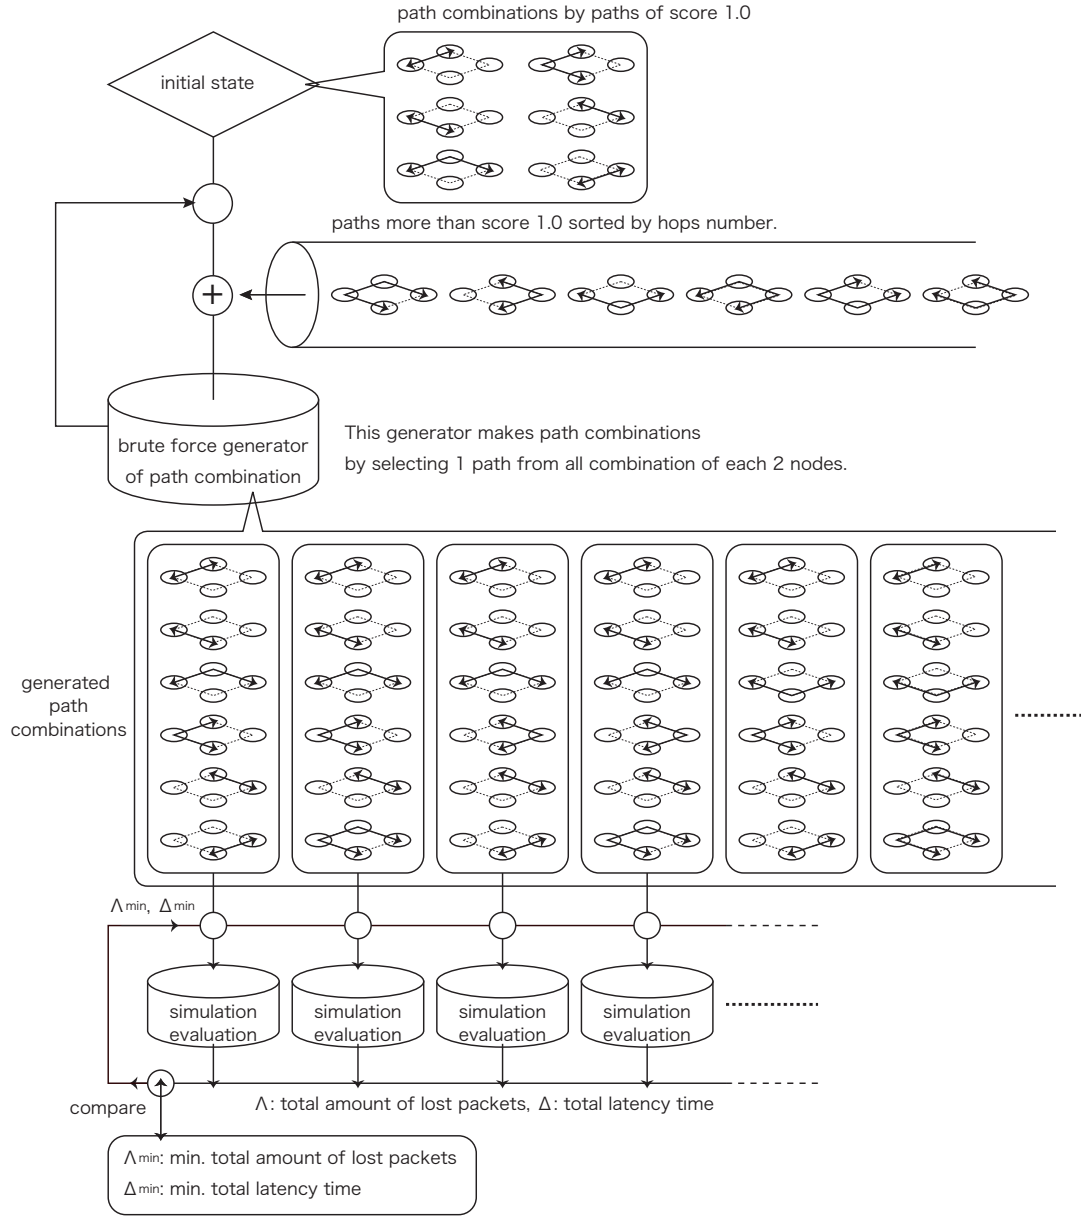 path combinations by paths of score 1.0
initial state
paths more than score 1.0 sorted by hops number.
+
brute force generator
of path combination
This generator makes path combinations
by selecting 1 path from all combination of each 2 nodes.
generated
path
combinations
Λmin, Δmin
simulation
evaluation
simulation
evaluation
simulation
evaluation
simulation
evaluation
compare
Λ: total amount of lost packets, Δ: total latency time
Λmin: min. total amount of lost packets
Δmin: min. total latency time